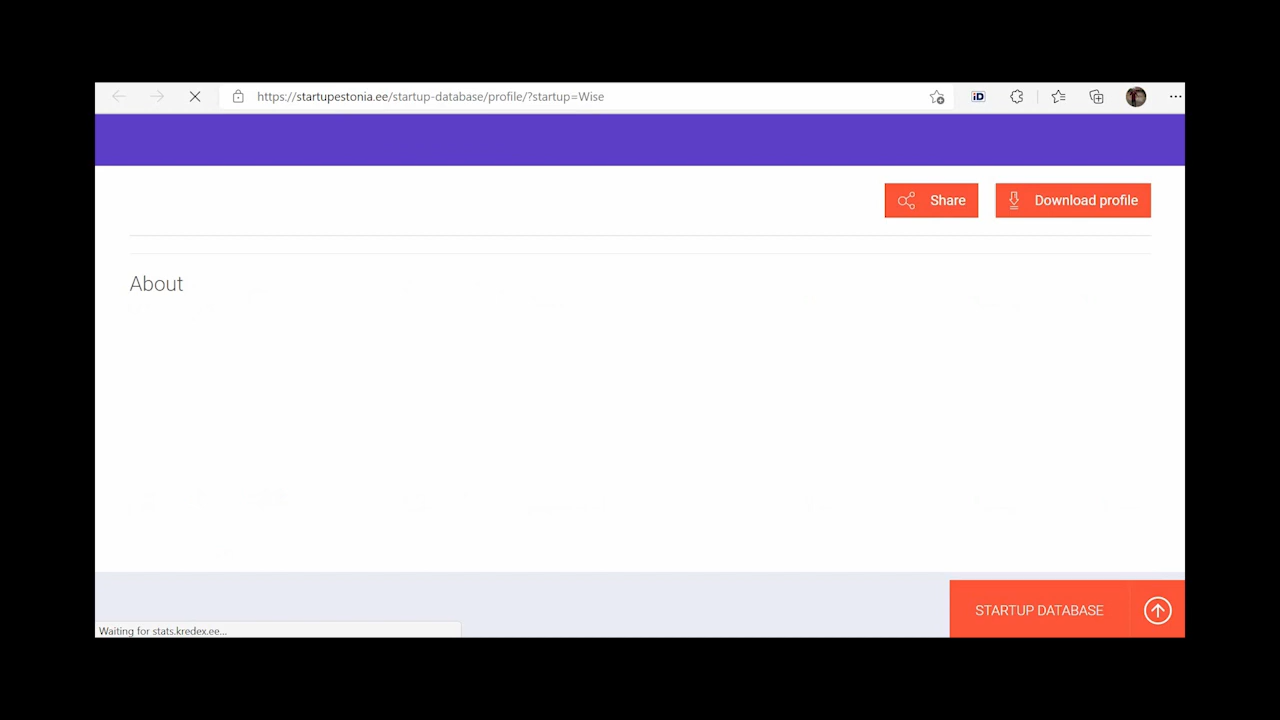 https://startupestonia.ee/startup-database/profile/?startup=Wise
iD
Share
Download profile
About
STARTUP DATABASE
Waiting for stats.kredex.ee...